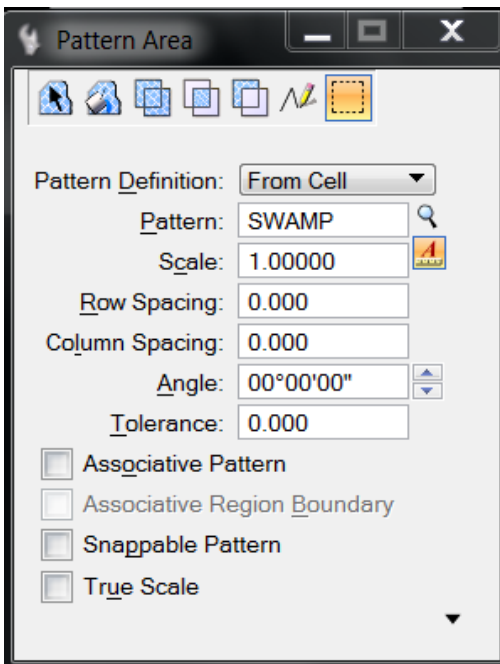 Pattern Area
Pattern Definition: From Cell
Pattern: SWAMP
Scale: 1.00000 A
Row Spacing: 0.000
Column Spacing: 0.000
Angle: 00°00'00"
Tolerance: 0.000
Associative Pattern
Associative Region Boundary
Snappable Pattern
True Scale